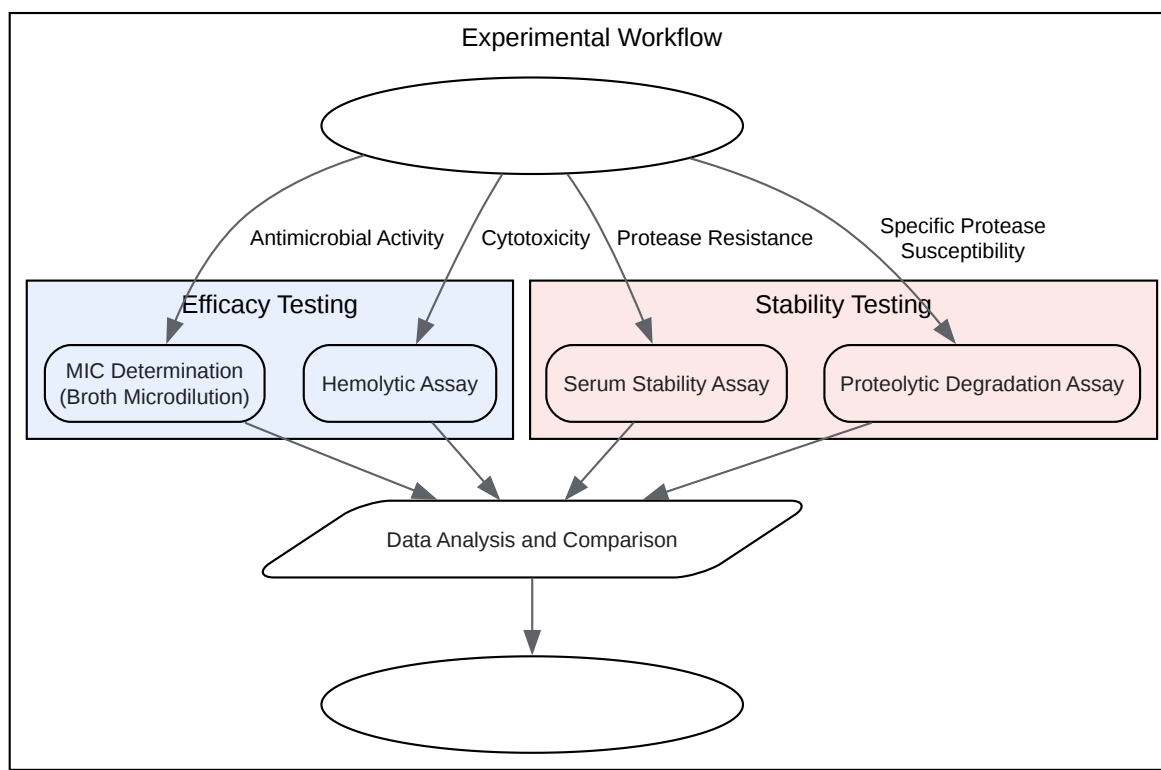 Experimental Workflow
Antimicrobial Activity
Cytotoxicity
Protease Resistance
Specific Protease
Susceptibility
Efficacy Testing
Stability Testing
MIC Determination
(Broth Microdilution)
Hemolytic Assay
Serum Stability Assay
Proteolytic Degradation Assay
Data Analysis and Comparison